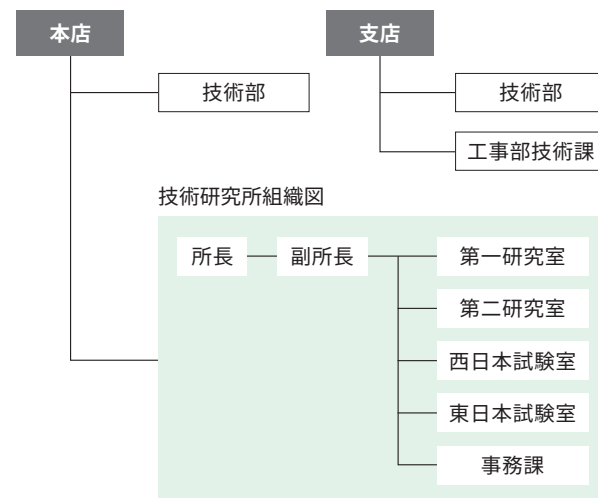 本店
技術部
支店
技術部
工事部技術課
技術研究所組織図
所長
副所長
第一研究室
第二研究室
西日本試験室
東日本試験室
事務課